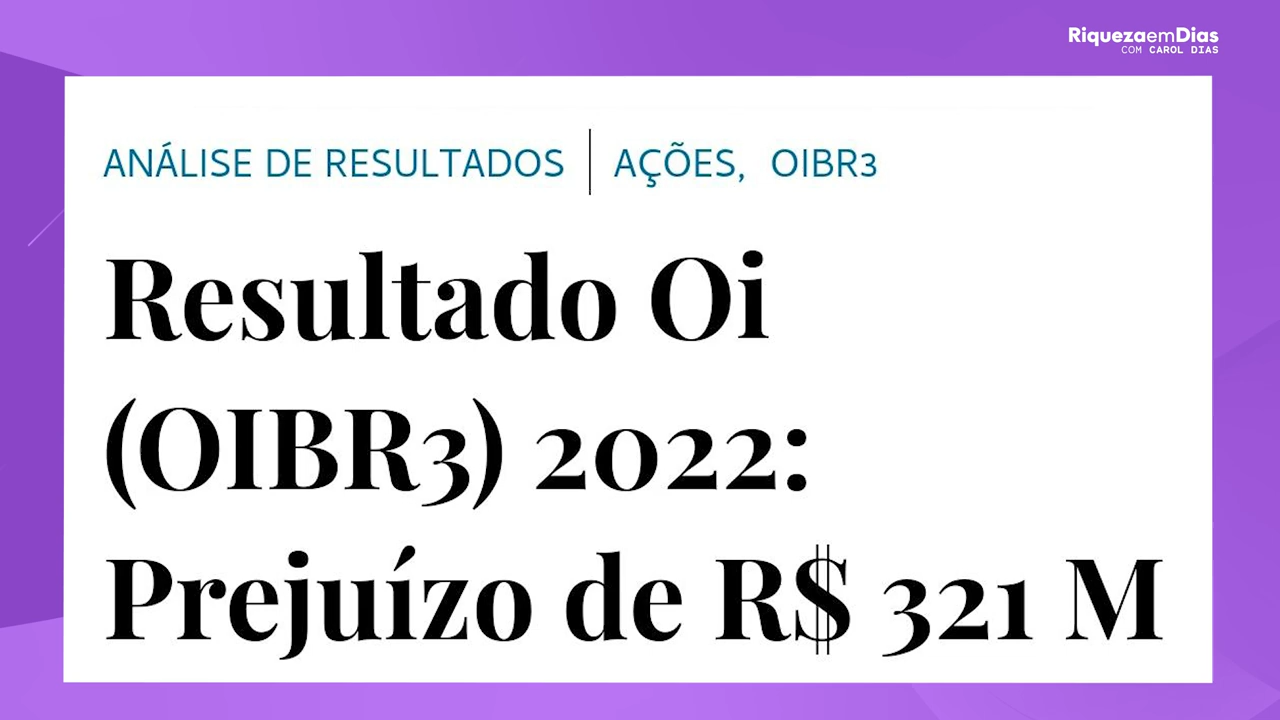 RiquezaemDias
COM CAROL DIAS
ANÁLISE DE RESULTADOS | AÇÕES, OIBR3
Resultado Oi
(OIBR3) 2022:
Prejuízo de R$ 321 M